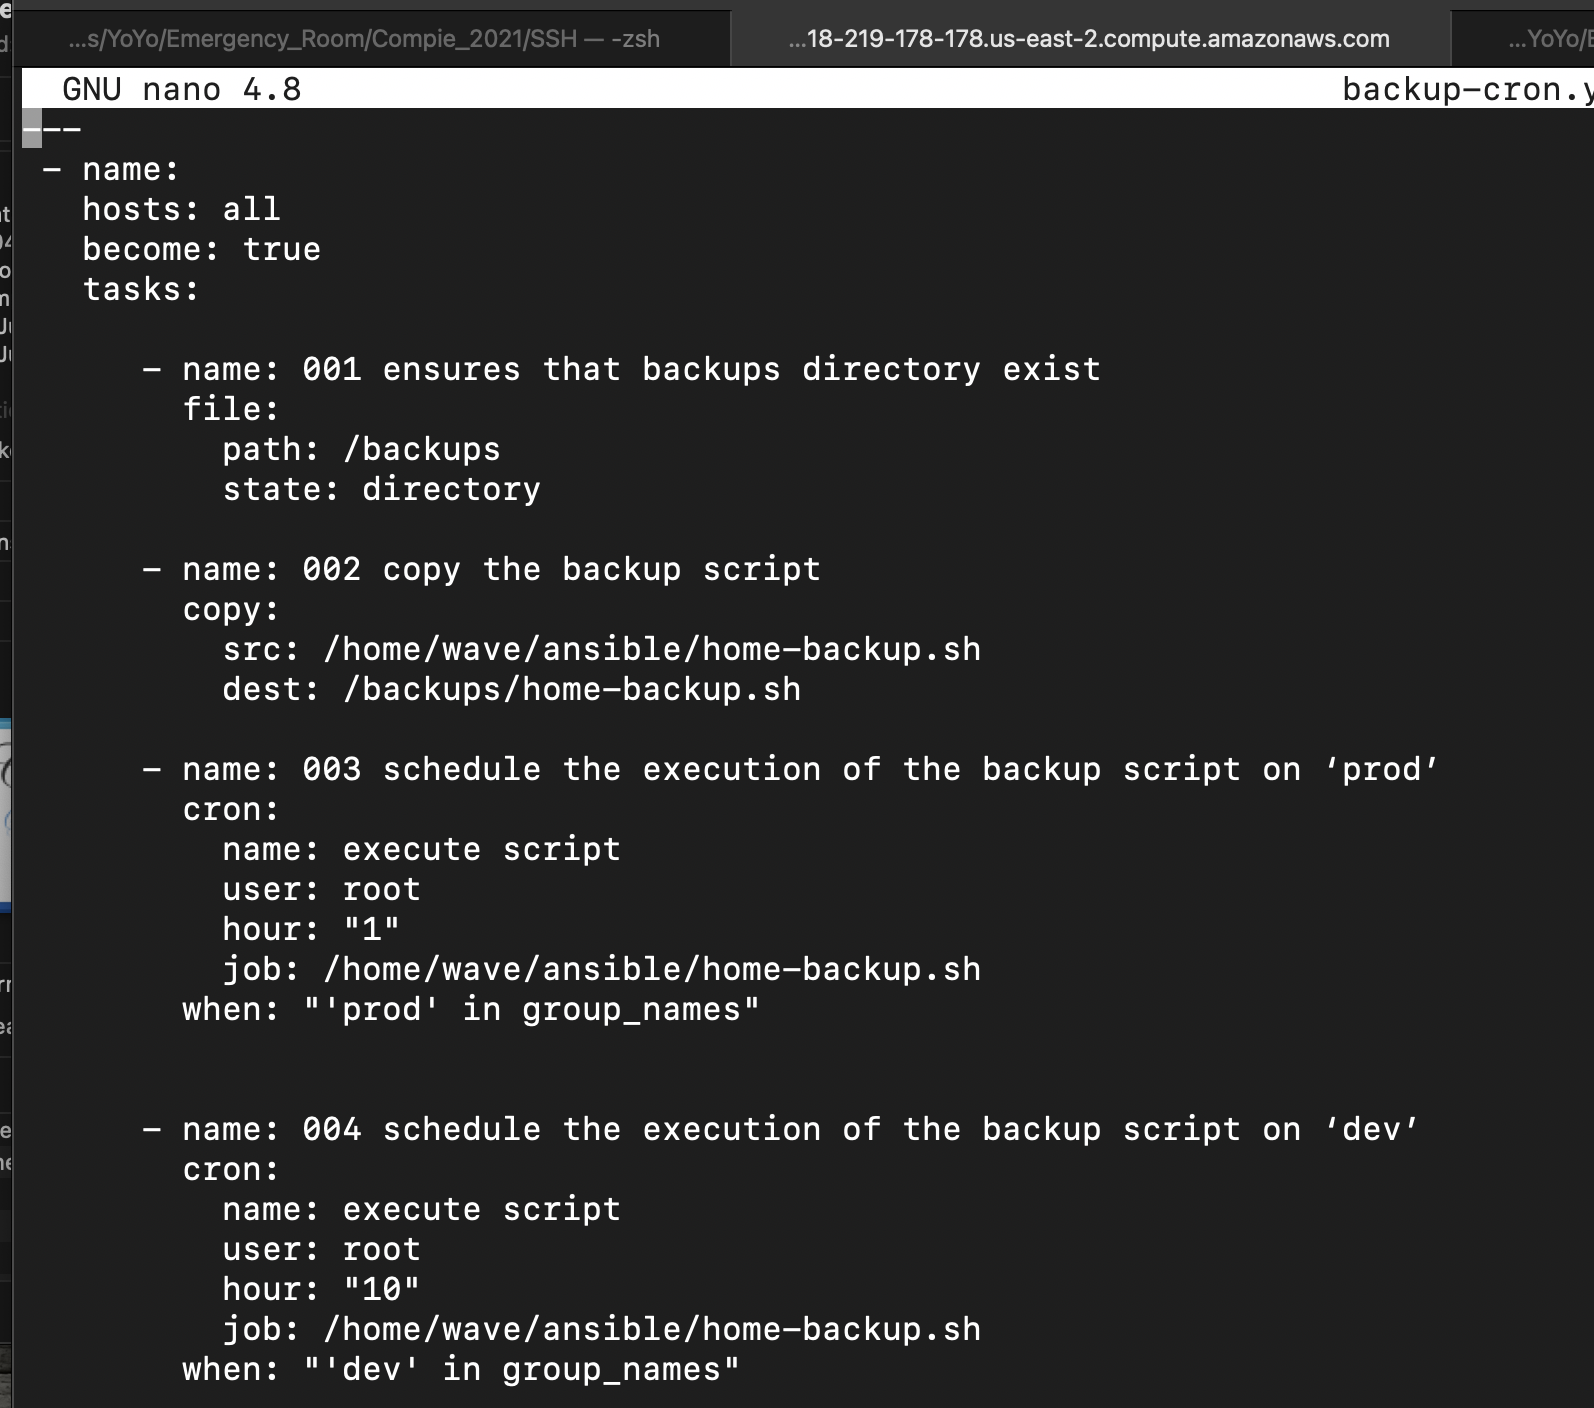 ...s/YoYo/Emergency_Room/Compie_2021/SSH — -zsh
...18-219-178-178.us-east-2.compute.amazonaws.com
...YoYo/
GNU nano 4.8
backup-cron.y
---
- name:
hosts: all
become: true
tasks:
- name: 001 ensures that backups directory exist
file:
path: /backups
state: directory
- name: 002 copy the backup script
copy:
src: /home/wave/ansible/home-backup.sh
dest: /backups/home-backup.sh
- name: 003 schedule the execution of the backup script on ‘prod’
cron:
name: execute script
user: root
hour: "1"
job: /home/wave/ansible/home-backup.sh
when: "'prod' in group_names"
- name: 004 schedule the execution of the backup script on ‘dev’
cron:
name: execute script
user: root
hour: "10"
job: /home/wave/ansible/home-backup.sh
when: "'dev' in group_names"